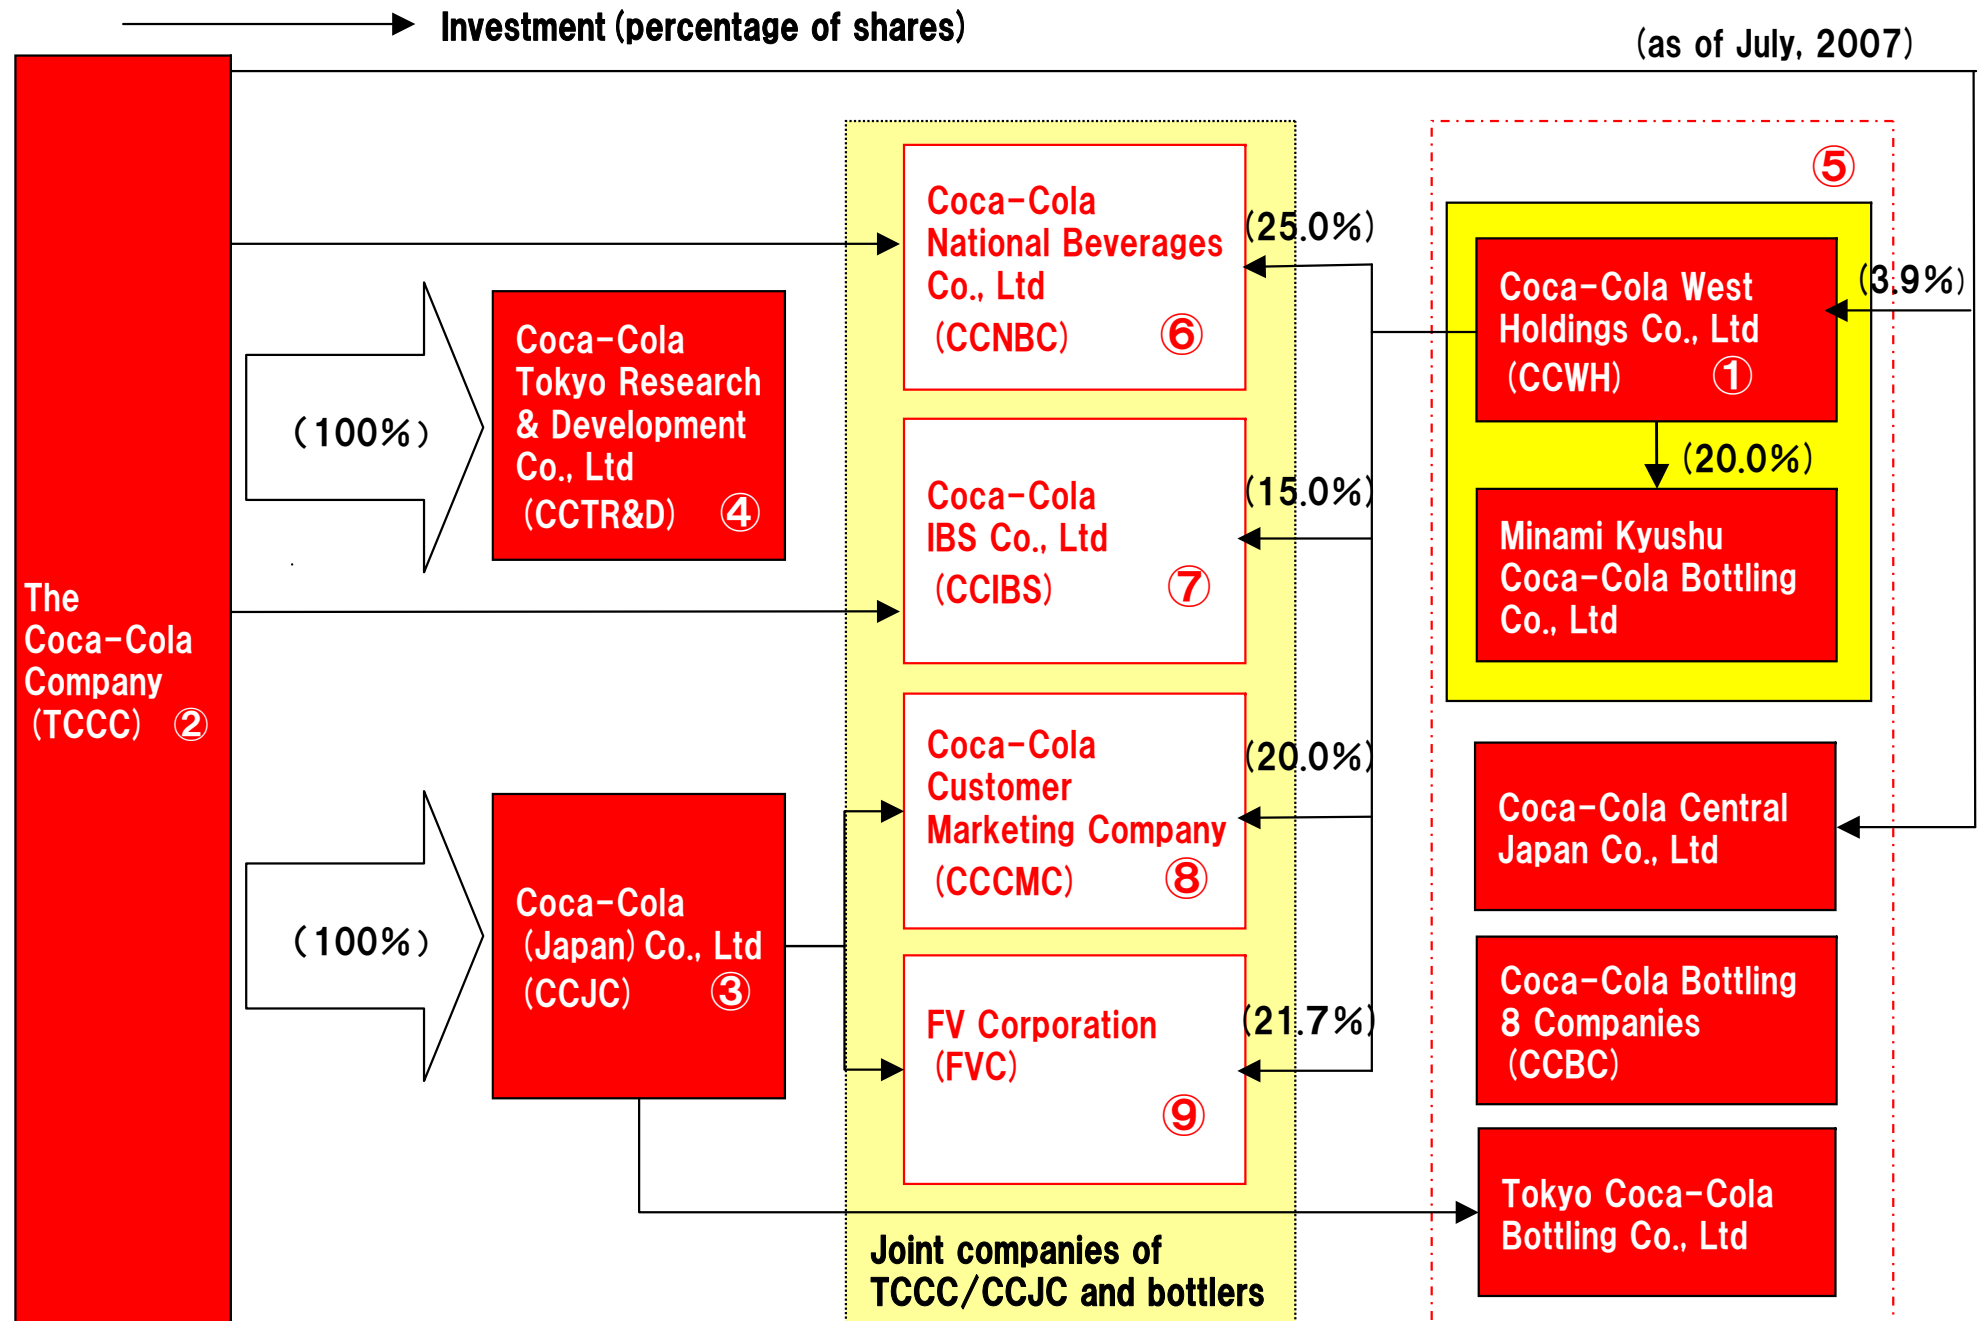 Investment (percentage of shares)
(as of July, 2007)
The
Coca-Cola
Company
(TCCC) ②
(100%)
Coca-Cola
Tokyo Research
& Development
Co., Ltd
(CCTR&D) ④
(100%)
Coca-Cola
(Japan) Co., Ltd
(CCJC) ③
Coca-Cola
National Beverages
Co., Ltd
(CCNBC) ⑥
(25.0%)
Coca-Cola
IBS Co., Ltd
(CCIBS) ⑦
(15.0%)
Coca-Cola
Customer
Marketing Company
(CCCMC) ⑧
(20.0%)
FV Corporation
(FVC)
⑨
(21.7%)
Joint companies of
TCCC/CCJC and bottlers
⑤
Coca-Cola West
Holdings Co., Ltd
(CCWH) ①
(3.9%)
(20.0%)
Minami Kyushu
Coca-Cola Bottling
Co., Ltd
Coca-Cola Central
Japan Co., Ltd
Coca-Cola Bottling
8 Companies
(CCBC)
Tokyo Coca-Cola
Bottling Co., Ltd